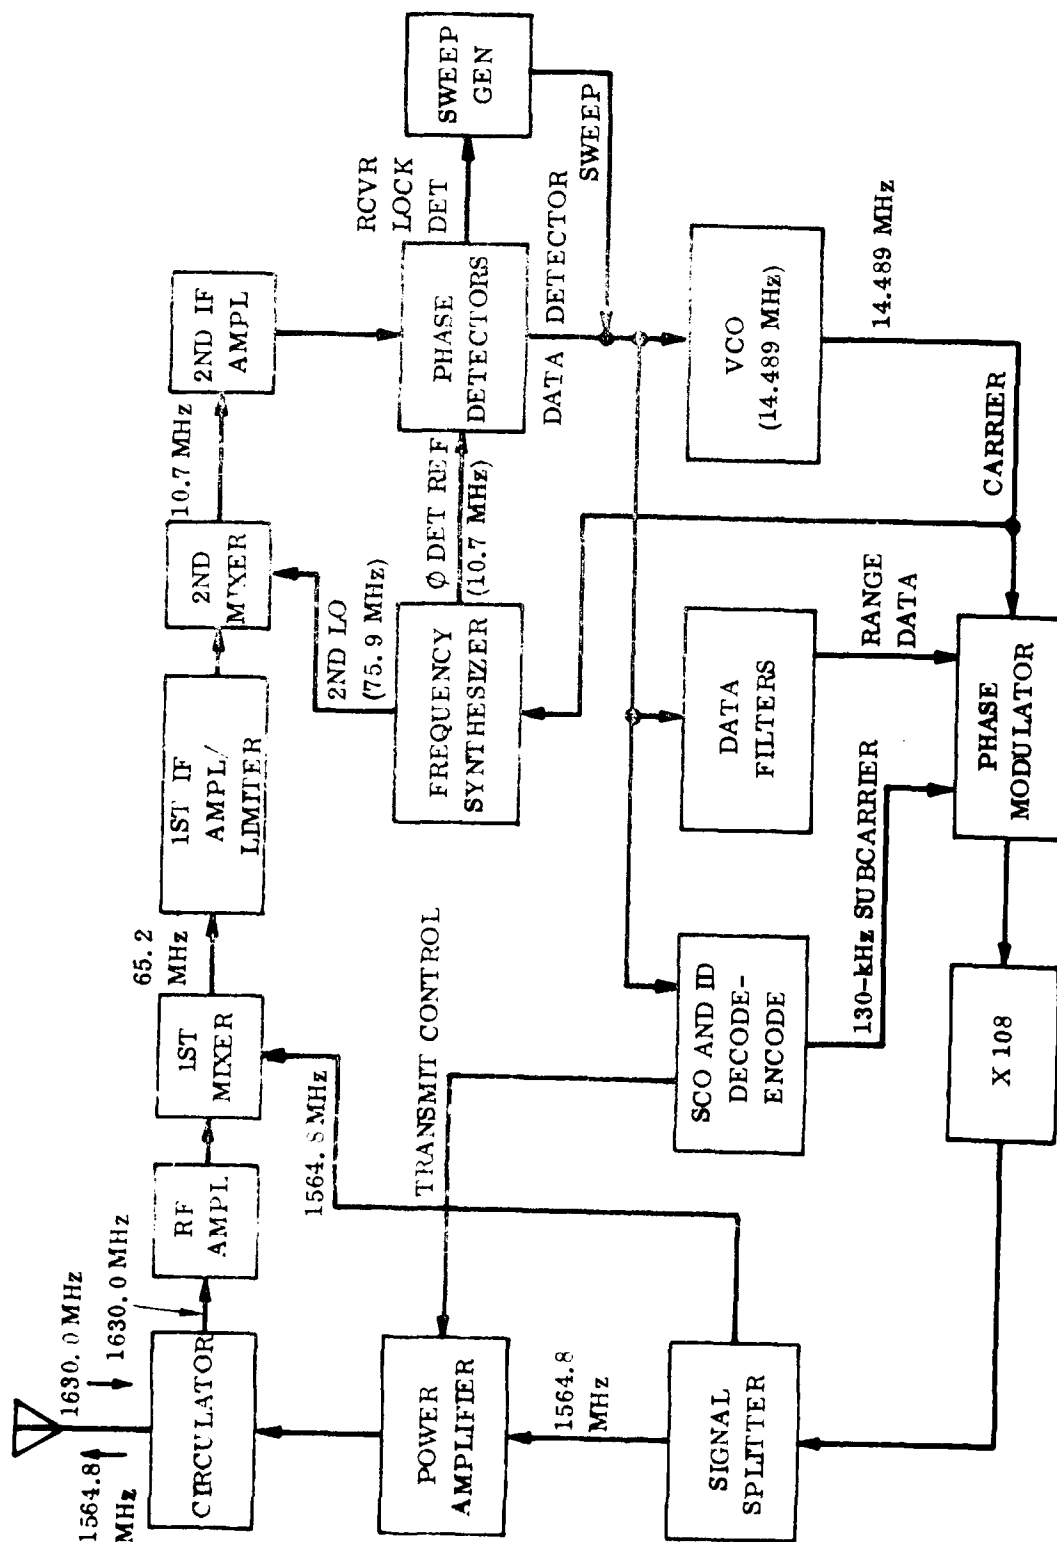 1564.8
MHz
1630.0 MHz
1630.0 MHz
CIRCULATOR
RF
AMPL
1ST
MIXER
65.2
MHz
1ST IF
AMPL/
LIMITER
2ND
MIXER
10.7 MHz
2ND IF
AMPL
1564.8 MHz
2ND LO
(75.9 MHz)
FREQUENCY
SYNTHESIZER
Ø DET REF
(10.7 MHz)
PHASE
DETECTORS
RCVR
LOCK
DET
SWEEP
GEN
SWEEP
DATA DETECTOR
POWER
AMPLIFIER
TRANSMIT CONTROL
1564.8
MHz
SIGNAL
SPLITTER
SCO AND ID
DECODE-
ENCODE
DATA
FILTERS
VCO
(14.489 MHz)
14.489 MHz
130-kHz SUBCARRIER
RANGE
DATA
CARRIER
X 108
PHASE
MODULATOR